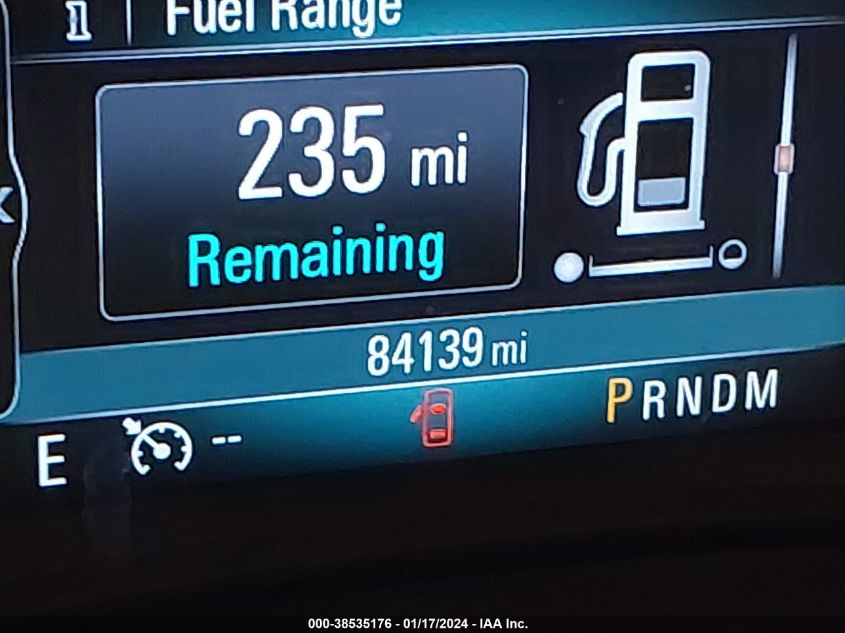 Fuel Range
235 mi
Remaining
84139 mi
E -- PRNDM
000-38535176 - 01/17/2024 - IAA Inc.